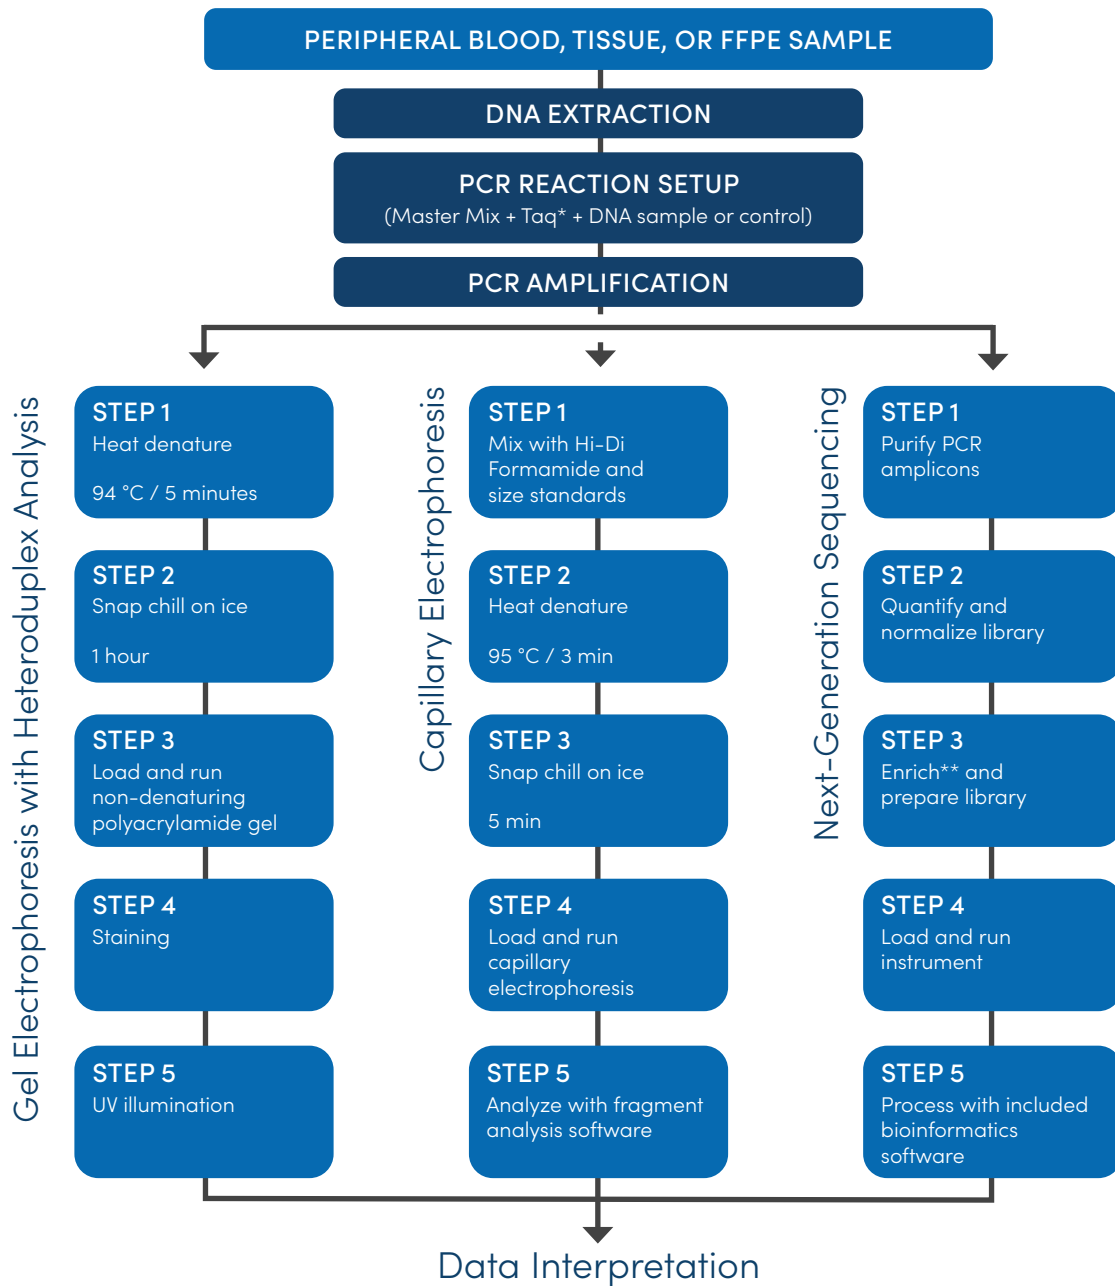 PERIPHERAL BLOOD, TISSUE, OR FFPE SAMPLE
DNA EXTRACTION
PCR REACTION SETUP
(Master Mix + Taq* + DNA sample or control)
PCR AMPLIFICATION
Gel Electrophoresis with Heteroduplex Analysis
STEP 1
Heat denature
94 °C / 5 minutes
STEP 2
Snap chill on ice
1 hour
STEP 3
Load and run
non-denaturing
polyacrylamide gel
STEP 4
Staining
STEP 5
UV illumination
Capillary Electrophoresis
STEP 1
Mix with Hi-Di
Formamide and
size standards
STEP 2
Heat denature
95 °C / 3 min
STEP 3
Snap chill on ice
5 min
STEP 4
Load and run
capillary
electrophoresis
STEP 5
Analyze with fragment
analysis software
Next-Generation Sequencing
STEP 1
Purify PCR
amplicons
STEP 2
Quantify and
normalize library
STEP 3
Enrich** and
prepare library
STEP 4
Load and run
instrument
STEP 5
Process with included
bioinformatics
software
Data Interpretation